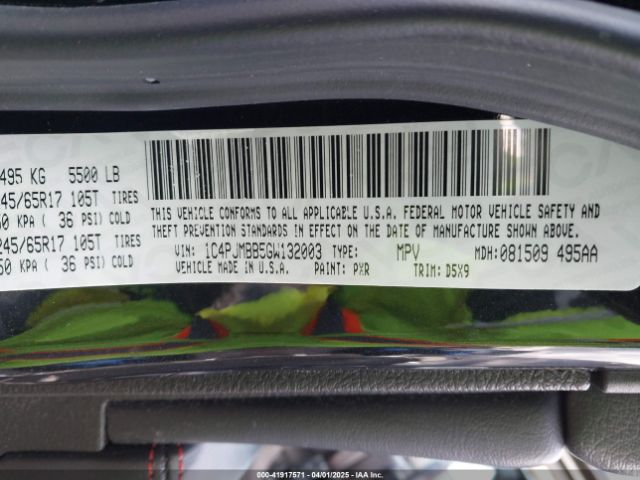 495 KG 5500 LB
45/65R17 105T TIRES
50 KPA ( 36 PSI) COLD
245/65R17 105T TIRES
50 KPA ( 36 PSI) COLD
THIS VEHICLE CONFORMS TO ALL APPLICABLE U.S.A. FEDERAL MOTOR VEHICLE SAFETY AND
THEFT PREVENTION STANDARDS IN EFFECT ON THE DATE OF MANUFACTURE SHOWN ABOVE.
VIN: 1C4PJMBB5GW132003 TYPE: MPV MDH:081509 495AA
VEHICLE MADE IN U.S.A. PAINT: PXR TRIM: D5X9
000-41917571 - 04/01/2025 - IAA Inc.